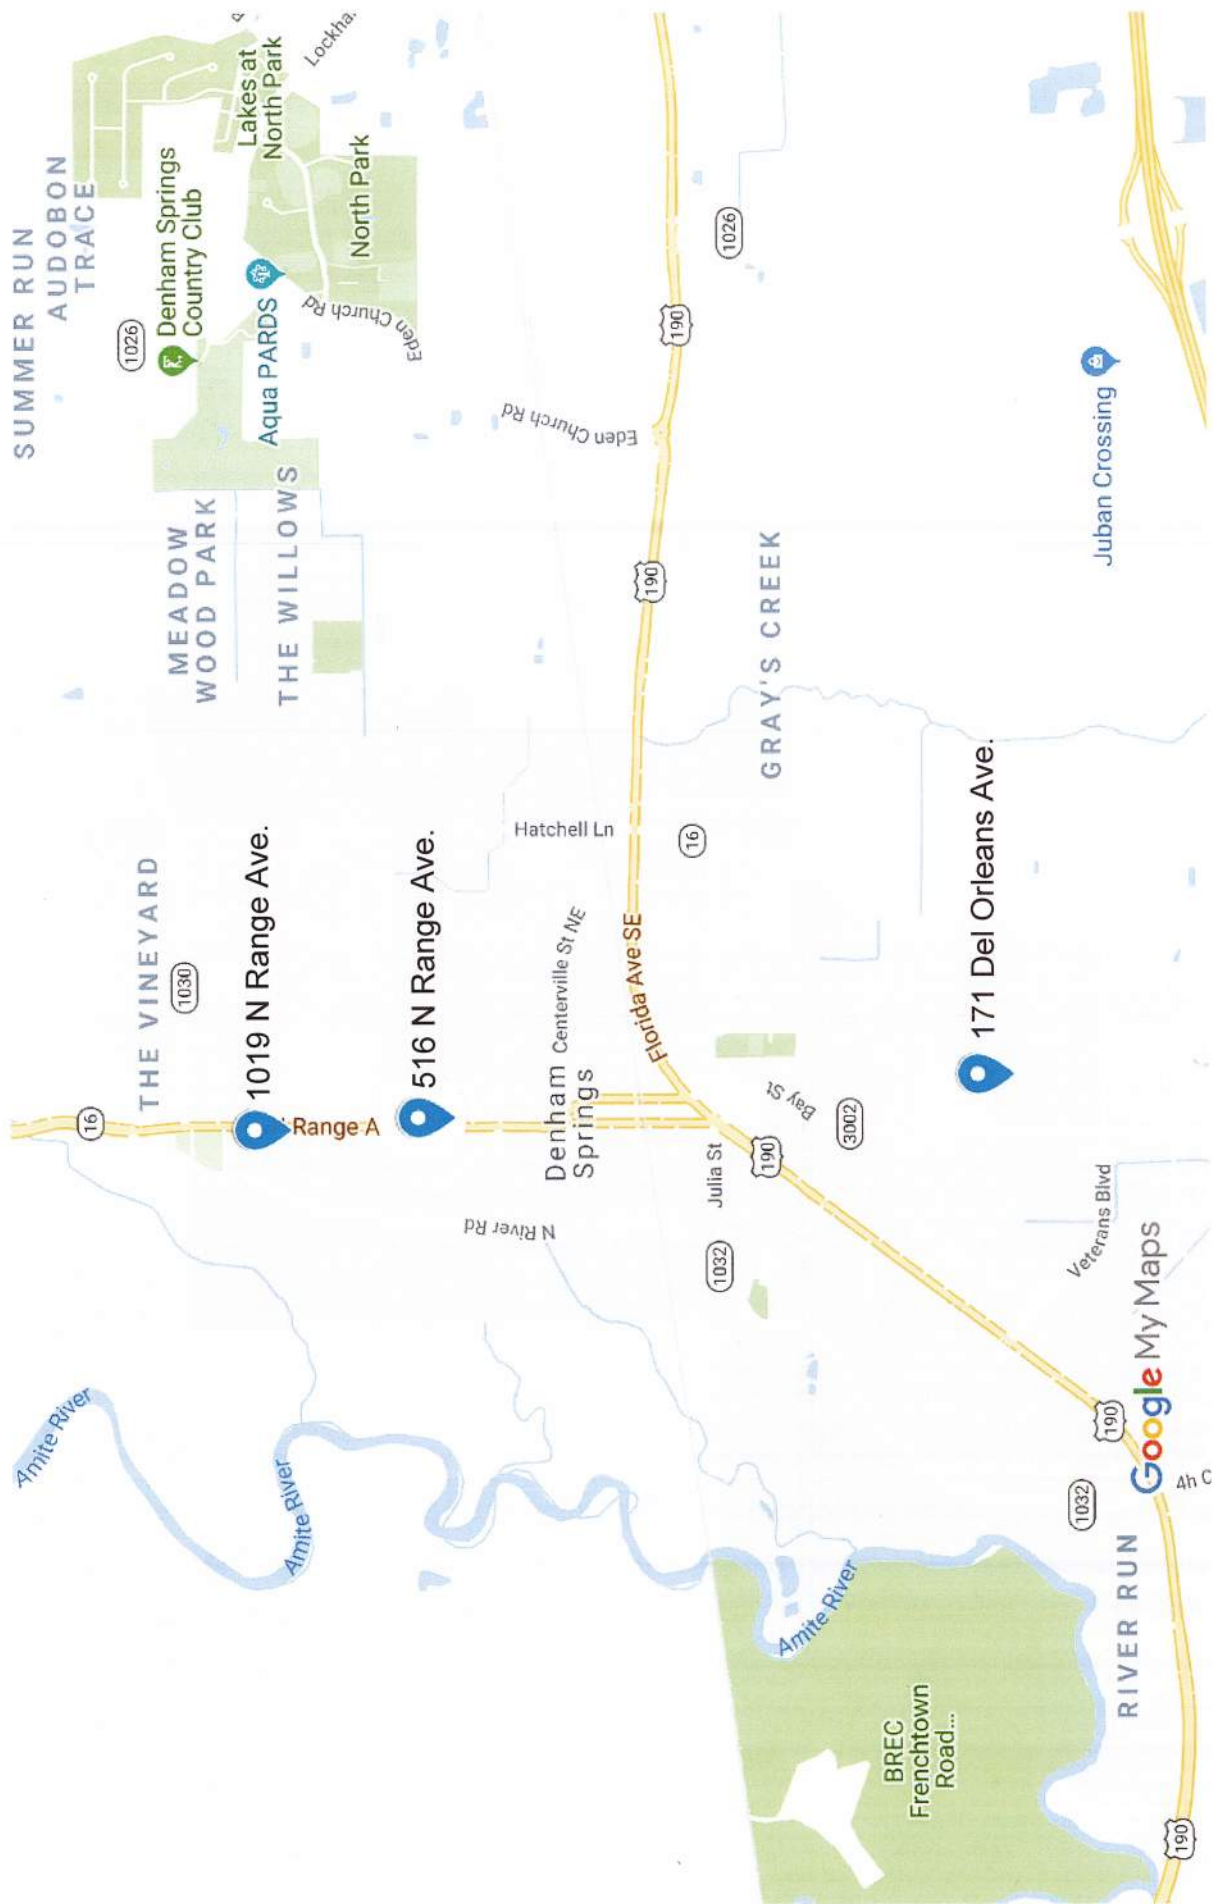 SUMMER RUN
AUDOBON
TRACE
1026
Denham Springs
Country Club
Lakes at
North Park
Lockha
Aqua PARDS
North Park
Eden Church Rd
MEADOW
WOOD PARK
THE WILLOWS
Eden Church Rd
190
1026
190
GRAY'S CREEK
Juban Crossing
THE VINEYARD
1030
16
1019 N Range Ave.
Range A
516 N Range Ave.
Hatchell Ln
16
Centerville St NE
Denham
Springs
Florida Ave SE
N River Rd
Julia St
190
Bay St
3002
1032
171 Del Orleans Ave.
Veterans Blvd
Amite River
Amite River
Amite River
190
1032
4h C
Google My Maps
RIVER RUN
BREC
Frenchtown
Road...
190